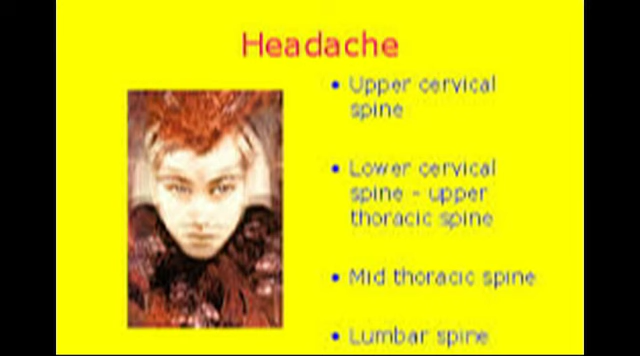 Headache
• Upper cervical
spine
• Lower cervical
spine - upper
thoracic spine
• Mid thoracic spine
• Lumbar spine